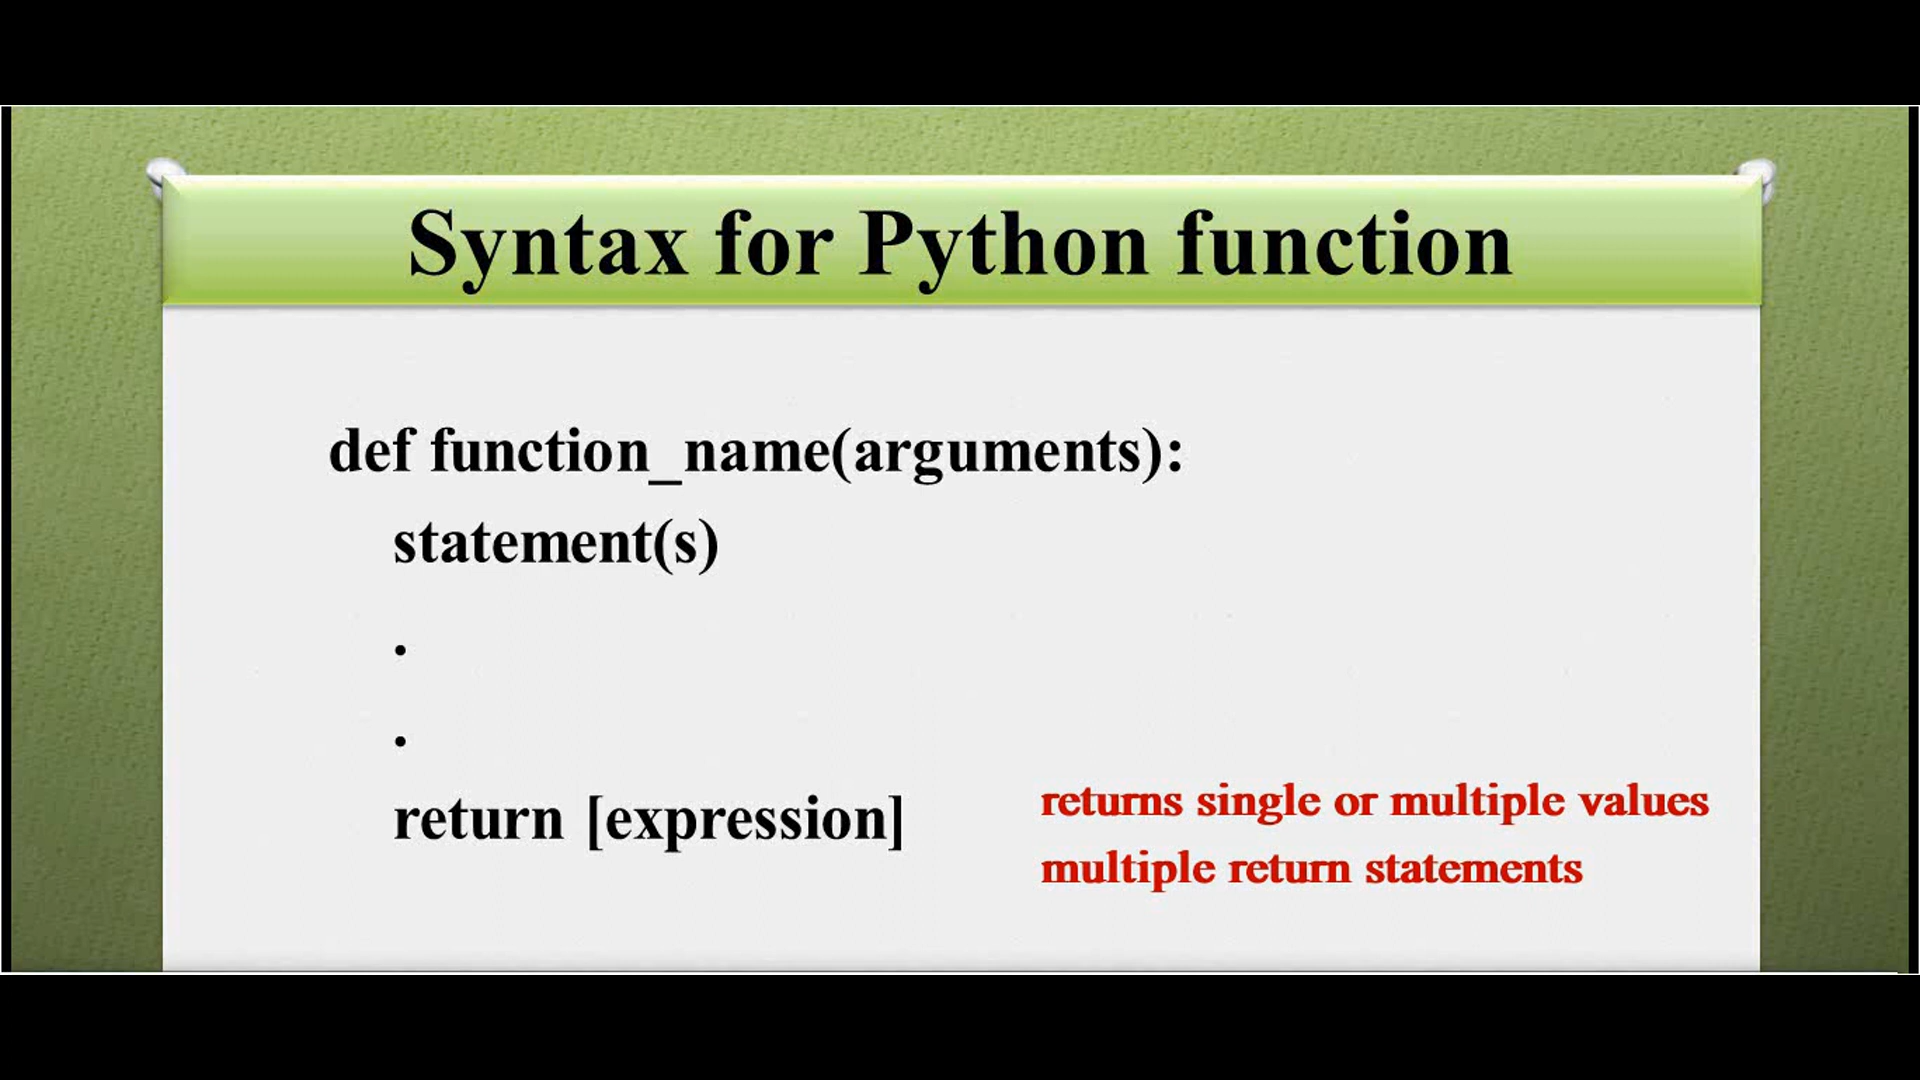 Syntax for Python function
def function_name(arguments):
statement(s)
.
.
return [expression]
returns single or multiple values
multiple return statements